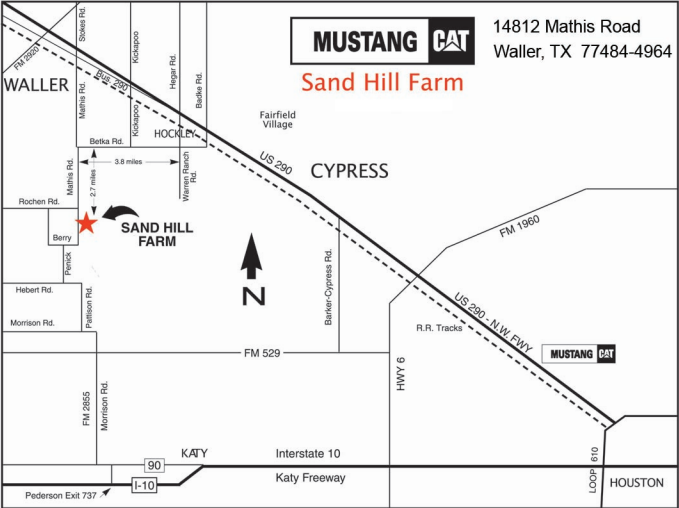 MUSTANG CAT
Sand Hill Farm
14812 Mathis Road
Waller, TX 77484-4964
FM 2920
Stokes Rd.
Kickapoo
WALLER
Bus. 290
Mathis Rd.
Kickapoo
Hegar Rd.
Badke Rd.
Fairfield
Village
Betka Rd.
HOCKLEY
3.8 miles
2.7 miles
Mathis Rd.
Warren Ranch
Rd.
US 290
CYPRESS
Rochen Rd.
Berry
SAND HILL
FARM
Penick
N
Barker-Cypress Rd.
FM 1960
Hebert Rd.
Pattison Rd.
Morrison Rd.
US 290 - N.W. FWY
R.R. Tracks
FM 529
HWY 6
MUSTANG CAT
FM 2855
Morrison Rd.
KATY
90
Interstate 10
Katy Freeway
I-10
Pederson Exit 737
LOOP 610
HOUSTON